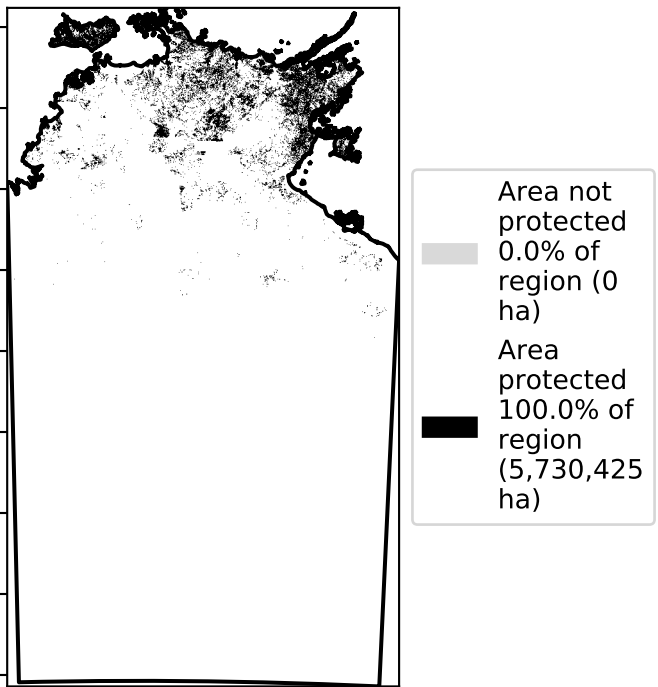 Area not
protected
0.0% of
region (0
ha)
Area
protected
100.0% of
region
(5,730,425
ha)